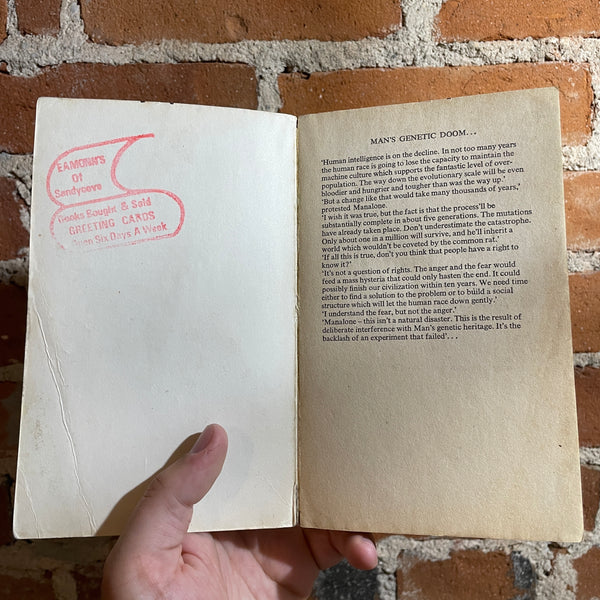 EAMONN'S
Of
Sandycove
Books Bought & Sold
GREETING CARDS
Open Six Days A Week
MAN'S GENETIC DOOM...
'Human intelligence is on the decline. In not too many years
the human race is going to lose the capacity to maintain the
machine culture which supports the fantastic level of over-
population. The way down the evolutionary scale will be even
bloodier and hungrier and tougher than was the way up.'
'But a change like that would take many thousands of years,'
protested Manalone.
'I wish it was true, but the fact is that the process'll be
substantially complete in about five generations. The mutations
have already taken place. Don't underestimate the catastrophe.
Only about one in a million will survive, and he'll inherit a
world which wouldn't be coveted by the common rat.'
'If all this is true, don't you think that people have a right to
know it?'
'It's not a question of rights. The anger and the fear would
feed a mass hysteria that could only hasten the end. It could
possibly finish our civilization within ten years. We need time
either to find a solution to the problem or to build a social
structure which will let the human race down gently.'
'I understand the fear, but not the anger.'
'Manalone – this isn't a natural disaster. This is the result of
deliberate interference with Man's genetic heritage. It's the
backlash of an experiment that failed'...